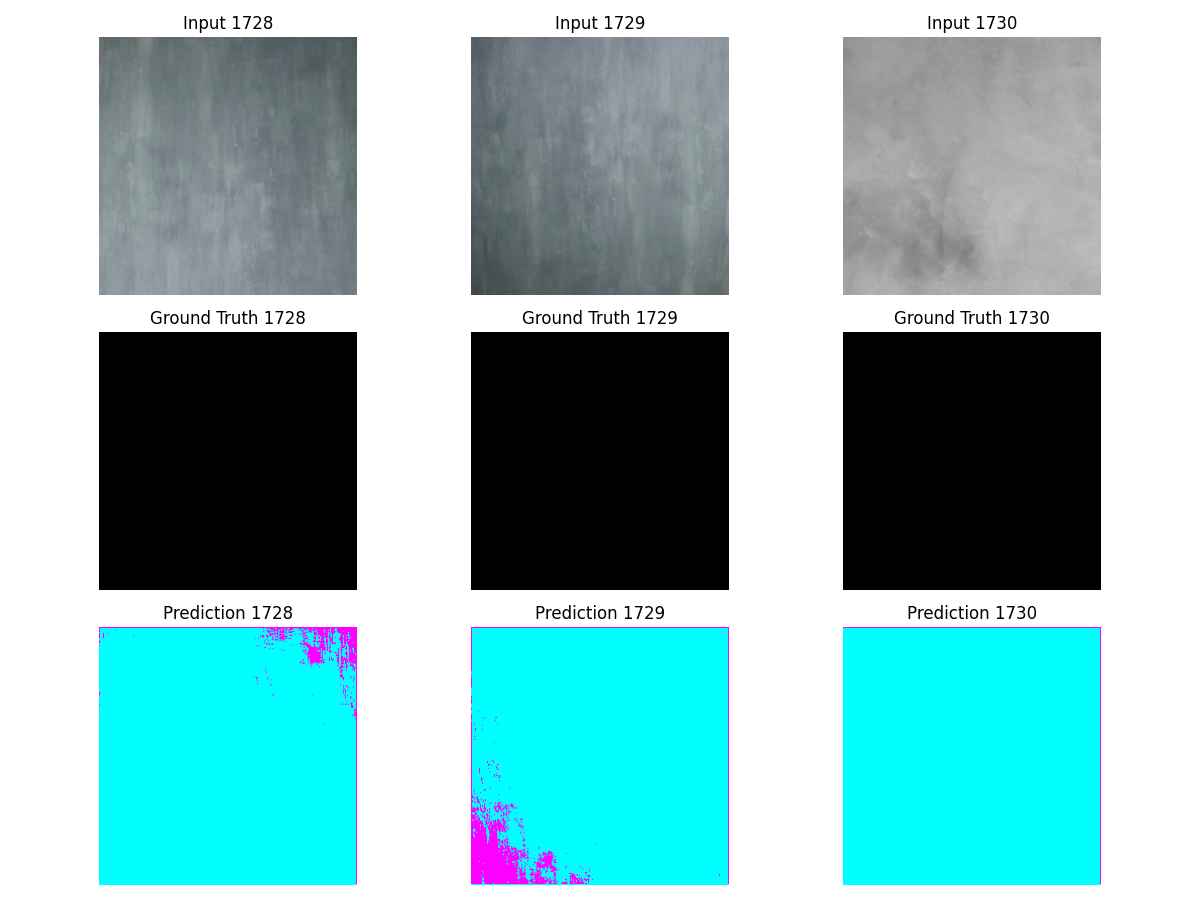 Input 1728
Input 1729
Input 1730
Ground Truth 1728
Ground Truth 1729
Ground Truth 1730
Prediction 1728
Prediction 1729
Prediction 1730